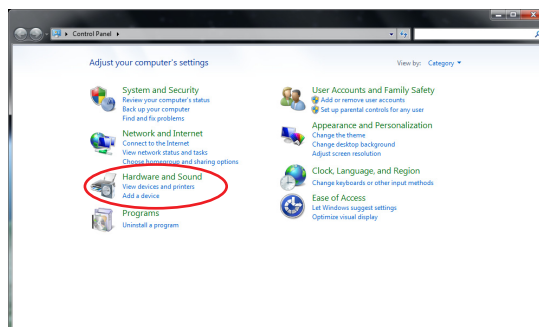 Control Panel
Adjust your computer's settings
View by: Category
System and Security
Review your computer's status
Back up your computer
Find and fix problems
Network and Internet
Connect to the Internet
View network status and tasks
Choose homegroup and sharing options
Hardware and Sound
View devices and printers
Add a device
Programs
Uninstall a program
User Accounts and Family Safety
Add or remove user accounts
Set up parental controls for any user
Appearance and Personalization
Change the theme
Change desktop background
Adjust screen resolution
Clock, Language, and Region
Change keyboards or other input methods
Ease of Access
Let Windows suggest settings
Optimize visual display